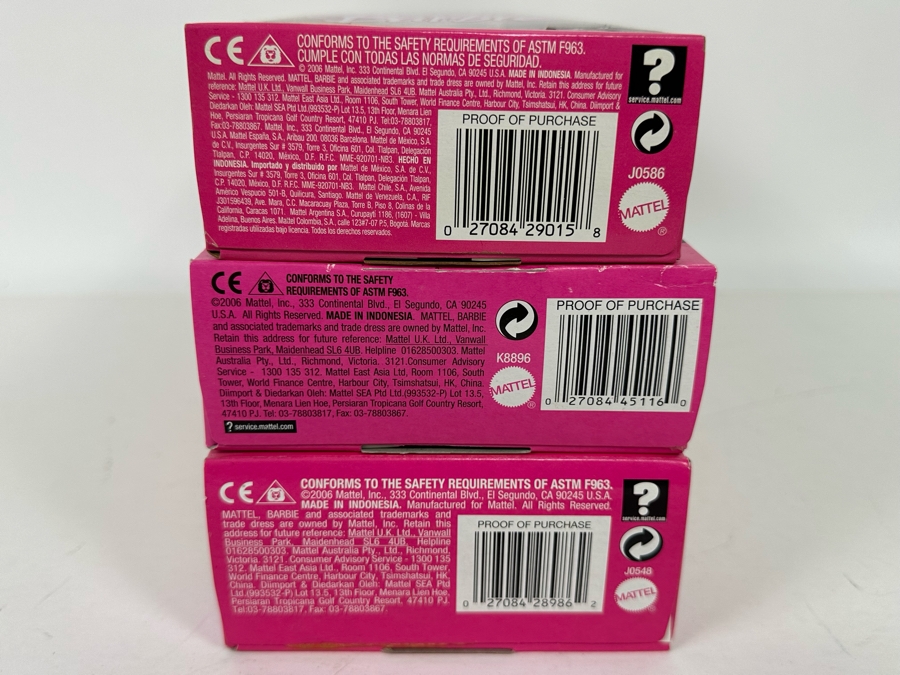 CE CONFORMS TO THE SAFETY REQUIREMENTS OF ASTM F963.
CUMPLE CON TODAS LAS NORMAS DE SEGURIDAD.
© 2006 Mattel, Inc. 333 Continental Blvd. El Segundo, CA 90245 U.S.A. MADE IN INDONESIA. Manufactured for
Mattel. All Rights Reserved. MATTEL, BARBIE and associated trademarks and trade dress are owned by Mattel, Inc. Retain this address for future
reference: Mattel U.K. Ltd., Vanwall Business Park, Maidenhead SL6 4UB. Mattel Australia Pty. Ltd., Richmond, Victoria. 3121. Consumer Advisory
Service - 1300 135 312. Mattel East Asia Ltd., Room 1106, South Tower, World Finance Centre, Harbour City, Tsimshatsui, HK, China. Diimport &
Diedarkan Oleh: Mattel SEA Ptd Ltd.(993532-P) Lot 13.5, 13th Floor, Menara Lien
Hoe, Persiaran Tropicana Golf Country Resort, 47410 PJ. Tel:03-78803817,
Fax:03-78803867. Mattel, Inc., 333 Continental Blvd., El Segundo, CA 90245
U.S.A. Mattel España, S.A., Aribau 200. 08036 Barcelona. Mattel de México, S.A.
de C.V., Insurgentes Sur # 3579, Torre 3, Oficina 601, Col. Tlalpan, Delegación
Tlalpan, C.P. 14020, México, D.F. R.F.C. MME-920701-NB3. HECHO EN
INDONESIA. Importado y distribuido por Mattel de México, S.A. de C.V.,
Insurgentes Sur # 3579, Torre 3, Oficina 601, Col. Tlalpan, Delegación Tlalpan,
C.P. 14020, México, D.F. R.F.C. MME-920701-NB3. Mattel Chile, S.A., Avenida
Américo Vespucio 501-B, Quilicura, Santiago. Mattel de Venezuela, C.A., RIF
J301596439, Ave. Mara, C.C. Macaracuay Plaza, Torre B, Piso 8, Colinas de la
California, Caracas 1071. Mattel Argentina S.A., Curupaytí 1186, (1607) - Villa
Adelina, Buenos Aires. Mattel Colombia, S.A., calle 123#7-07 P.5, Bogotá. Marcas
registradas utilizadas bajo licencia. Todos los derechos reservados.
PROOF OF PURCHASE
0 27084 29015 8
?
service.mattel.com
J0586
MATTEL®
CE CONFORMS TO THE SAFETY
REQUIREMENTS OF ASTM F963.
©2006 Mattel, Inc., 333 Continental Blvd., El Segundo, CA 90245
U.S.A. All Rights Reserved. MADE IN INDONESIA. MATTEL, BARBIE
and associated trademarks and trade dress are owned by Mattel, Inc.
Retain this address for future reference: Mattel U.K. Ltd., Vanwall
Business Park, Maidenhead SL6 4UB. Helpline 01628500303. Mattel
Australia Pty., Ltd., Richmond, Victoria. 3121.Consumer Advisory
Service - 1300 135 312. Mattel East Asia Ltd., Room 1106, South
Tower, World Finance Centre, Harbour City, Tsimshatsui, HK, China.
Diimport & Diedarkan Oleh: Mattel SEA Ptd Ltd.(993532-P) Lot 13.5,
13th Floor, Menara Lien Hoe, Persiaran Tropicana Golf Country Resort,
47410 PJ. Tel: 03-78803817, Fax: 03-78803867.
? service.mattel.com
K8896
MATTEL®
PROOF OF PURCHASE
0 27084 45116 0
CE CONFORMS TO THE SAFETY REQUIREMENTS OF ASTM F963.
©2006 Mattel, Inc., 333 Continental Blvd., El Segundo, CA 90245 U.S.A.
MADE IN INDONESIA. Manufactured for Mattel. All Rights Reserved.
MATTEL, BARBIE and associated trademarks and
trade dress are owned by Mattel, Inc. Retain this
address for future reference: Mattel U.K. Ltd., Vanwall
Business Park, Maidenhead SL6 4UB. Helpline
01628500303. Mattel Australia Pty., Ltd., Richmond,
Victoria. 3121.Consumer Advisory Service - 1300 135
312. Mattel East Asia Ltd., Room 1106, South Tower,
World Finance Centre, Harbour City, Tsimshatsui, HK,
China. Diimport & Diedarkan Oleh: Mattel SEA Ptd
Ltd.(993532-P) Lot 13.5, 13th Floor, Menara Lien Hoe,
Persiaran Tropicana Golf Country Resort, 47410 PJ.
Tel:03-78803817, Fax: 03-78803867.
PROOF OF PURCHASE
0 27084 28986 2
?
service.mattel.com
J0548
MATTEL®